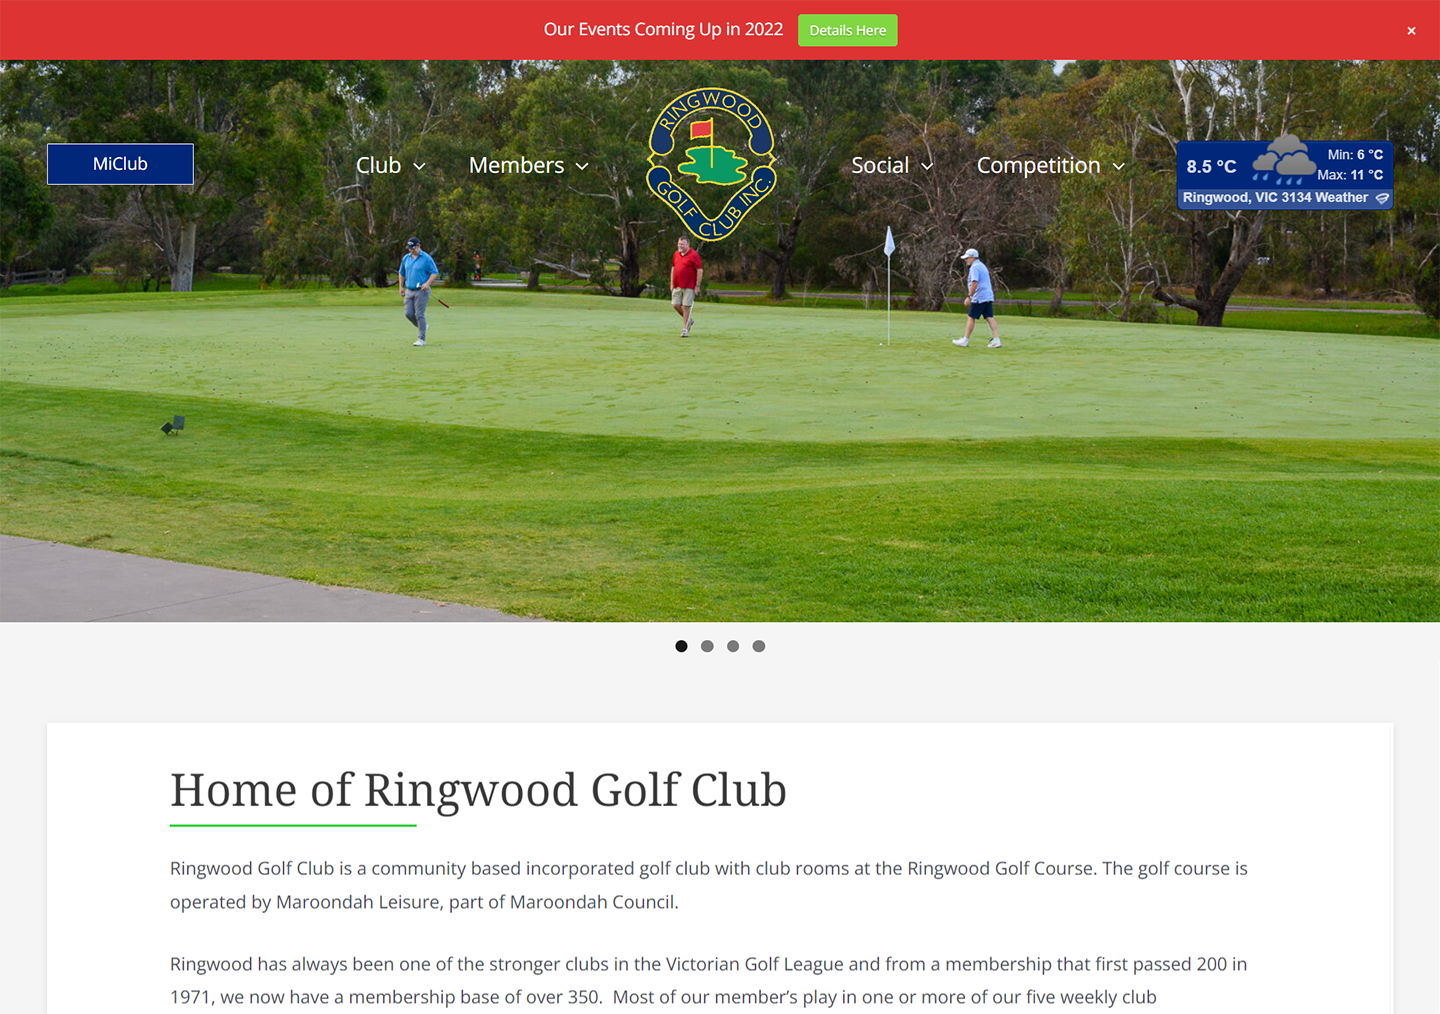 Our Events Coming Up in 2022
Details Here
×
MiClub
Club
Members
RINGWOOD
GOLF CLUB INC.
Social
Competition
8.5 °C
Min: 6 °C
Max: 11 °C
Ringwood, VIC 3134 Weather
Home of Ringwood Golf Club
Ringwood Golf Club is a community based incorporated golf club with club rooms at the Ringwood Golf Course. The golf course is
operated by Maroondah Leisure, part of Maroondah Council.
Ringwood has always been one of the stronger clubs in the Victorian Golf League and from a membership that first passed 200 in
1971, we now have a membership base of over 350.  Most of our member’s play in one or more of our five weekly club